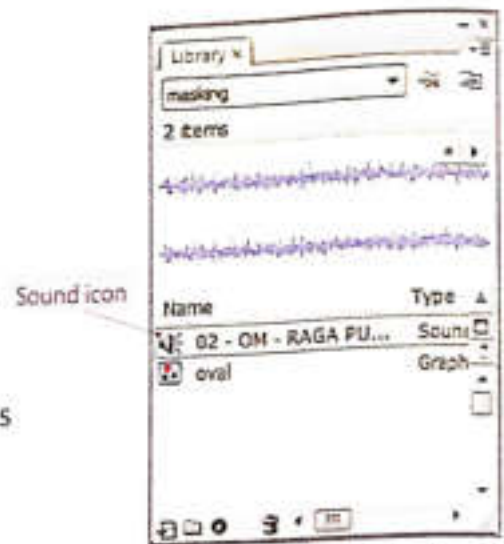 Library
masking
2 items
Sound icon
Name Type
02 - OM - RAGA PU... Soun
oval Graph
s